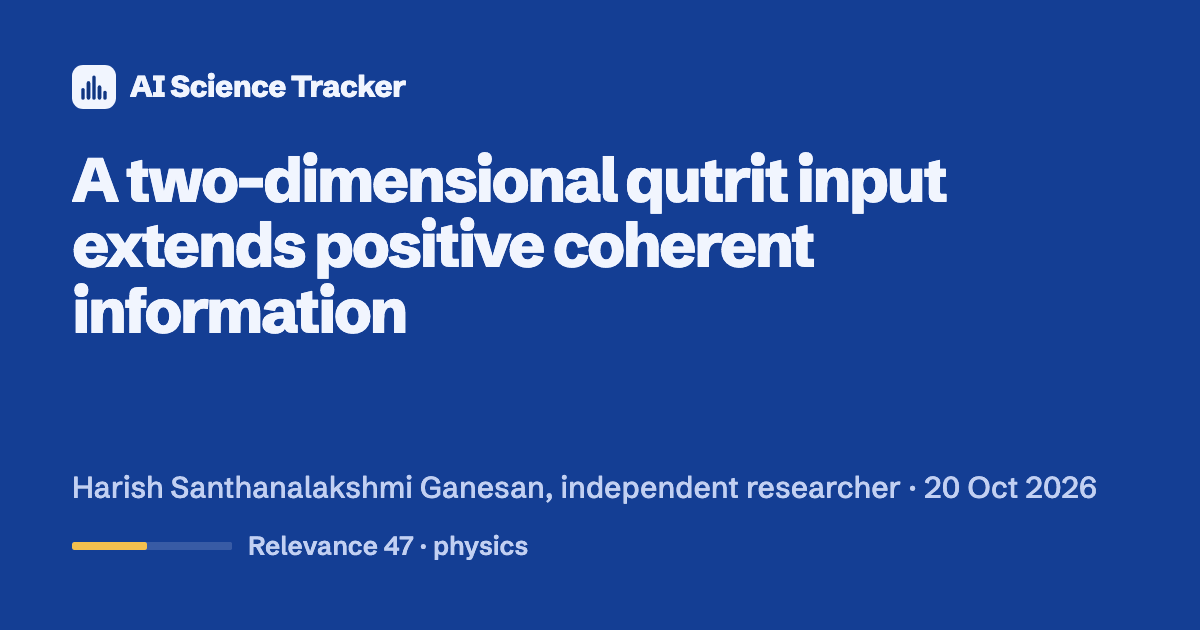 AI Science Tracker
A two-dimensional qutrit input
extends positive coherent
information
Harish Santhanalakshmi Ganesan, independent researcher · 20 Oct 2026
Relevance 47 · physics